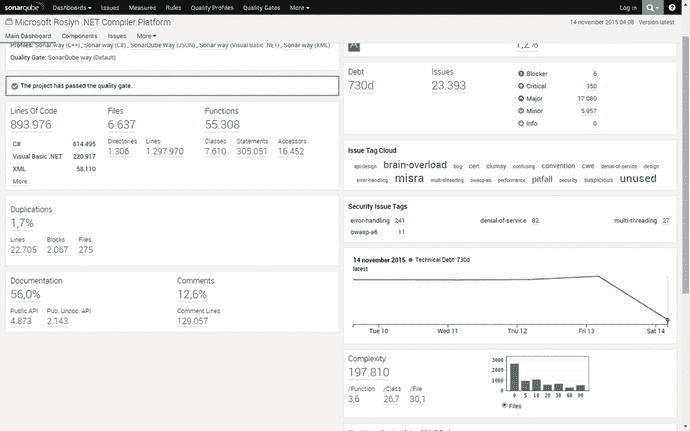 sonarqube Dashboards Issues Measures Rules Quality Profiles Quality Gates More Log in
Microsoft Roslyn .NET Compiler Platform 14 november 2015 04:08 Version latest
Main Dashboard Components Issues More
Profiles: Sonar way (C++) , Sonar way (C#) , SonarQube Way (JSON) , Sonar way (Visual Basic .NET) , Sonar way (XML)
Quality Gate: SonarQube way (Default)
The project has passed the quality gate.
Lines Of Code Files Functions
893.976 6.637 55.308
C# 614.495 Directories Lines Classes Statements Accessors
Visual Basic .NET 220.917 1.306 1.297.970 7.610 305.051 16.452
XML 58.110
More
Duplications
1,7%
Lines Blocks Files
22.705 2.067 275
Documentation Comments
56,0% 12,6%
Public API Pub. Undoc. API Comment Lines
4.873 2.143 129.057
A 1,2%
Debt Issues
730d 23.393
Blocker 6
Critical 350
Major 17.080
Minor 5.957
Info 0
Issue Tag Cloud
api-design brain-overload bug cert clumsy confusing convention cwe denial-of-service design
error-handling misra multi-threading owasp-a6 performance pitfall security suspicious unused
Security Issue Tags
error-handling 241 denial-of-service 82 multi-threading 27
owasp-a6 11
14 november 2015 Technical Debt: 730d
latest
Tue 10 Wed 11 Thu 12 Fri 13 Sat 14
Complexity
197.810
/Function /Class /File
3,6 26,7 30,1
3000
2000
1000
0
0 5 10 20 30 60 90
Files